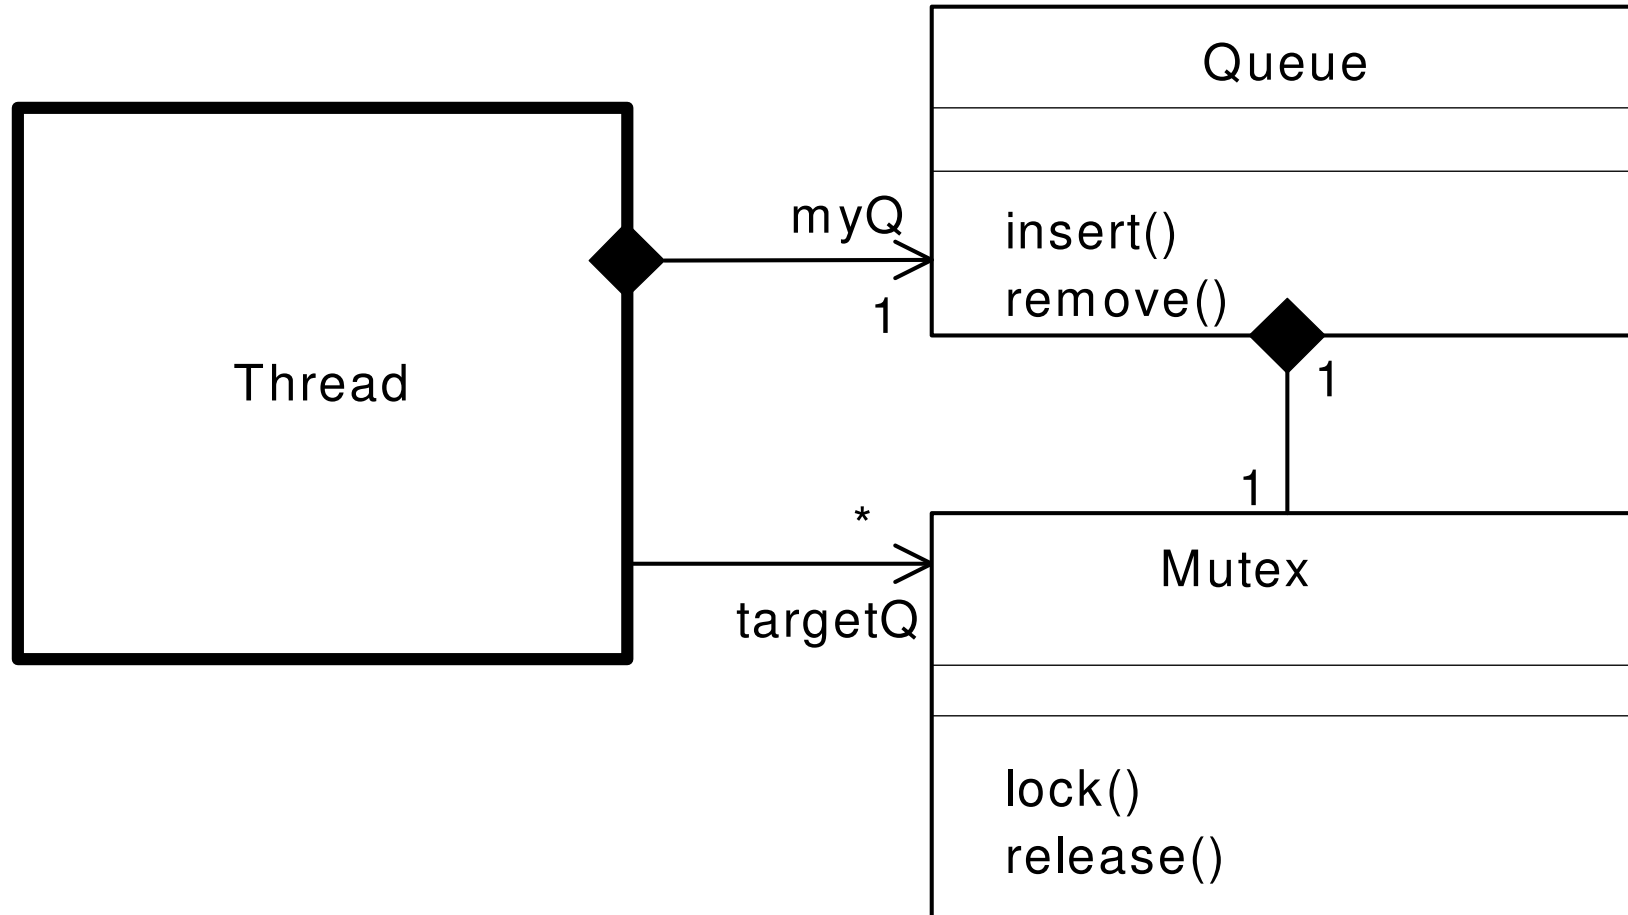 Queue
myQ
insert()
1
remove()
Thread
1
1
*
targetQ
Mutex
lock()
release()